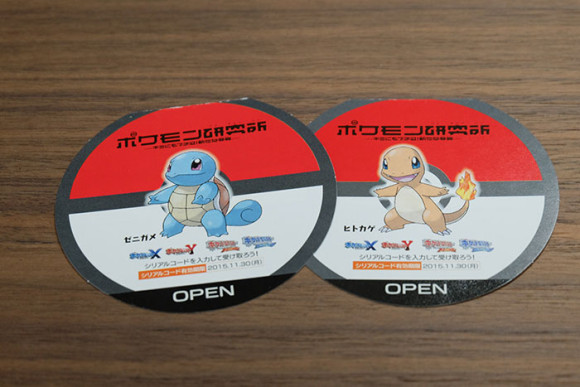 ポケモン研究所
ゼニガメ
シリアルコードを入力して受け取ろう!
シリアルコード有効期間 2015.11.30(月)
OPEN
ポケモン研究所
ヒトカゲ
シリアルコードを入力して受け取ろう!
シリアルコード有効期間 2015.11.30(月)
OPEN